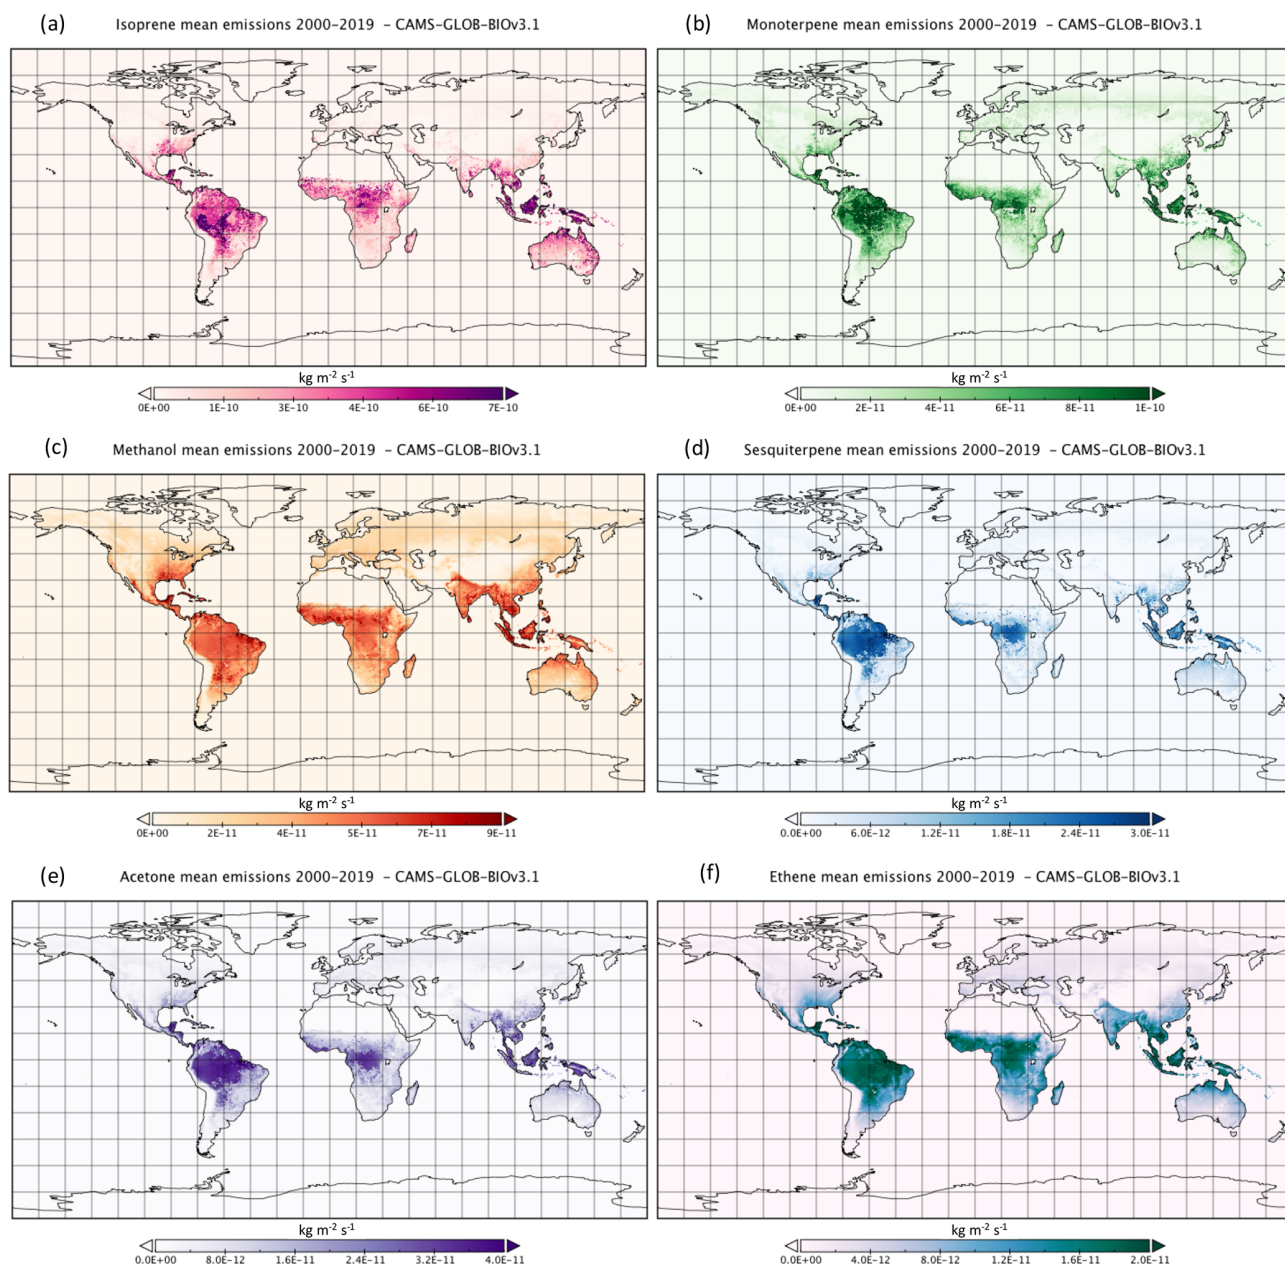 (a) Isoprene mean emissions 2000-2019 - CAMS-GLOB-BIOv3.1
kg m-2 s-1
0E+00 1E-10 3E-10 4E-10 6E-10 7E-10
(b) Monoterpene mean emissions 2000-2019 - CAMS-GLOB-BIOv3.1
kg m-2 s-1
0E+00 2E-11 4E-11 6E-11 8E-11 1E-10
(c) Methanol mean emissions 2000-2019 - CAMS-GLOB-BIOv3.1
kg m-2 s-1
0E+00 2E-11 4E-11 5E-11 7E-11 9E-11
(d) Sesquiterpene mean emissions 2000-2019 - CAMS-GLOB-BIOv3.1
kg m-2 s-1
0.0E+00 6.0E-12 1.2E-11 1.8E-11 2.4E-11 3.0E-11
(e) Acetone mean emissions 2000-2019 - CAMS-GLOB-BIOv3.1
kg m-2 s-1
0.0E+00 8.0E-12 1.6E-11 2.4E-11 3.2E-11 4.0E-11
(f) Ethene mean emissions 2000-2019 - CAMS-GLOB-BIOv3.1
kg m-2 s-1
0.0E+00 4.0E-12 8.0E-12 1.2E-11 1.6E-11 2.0E-11